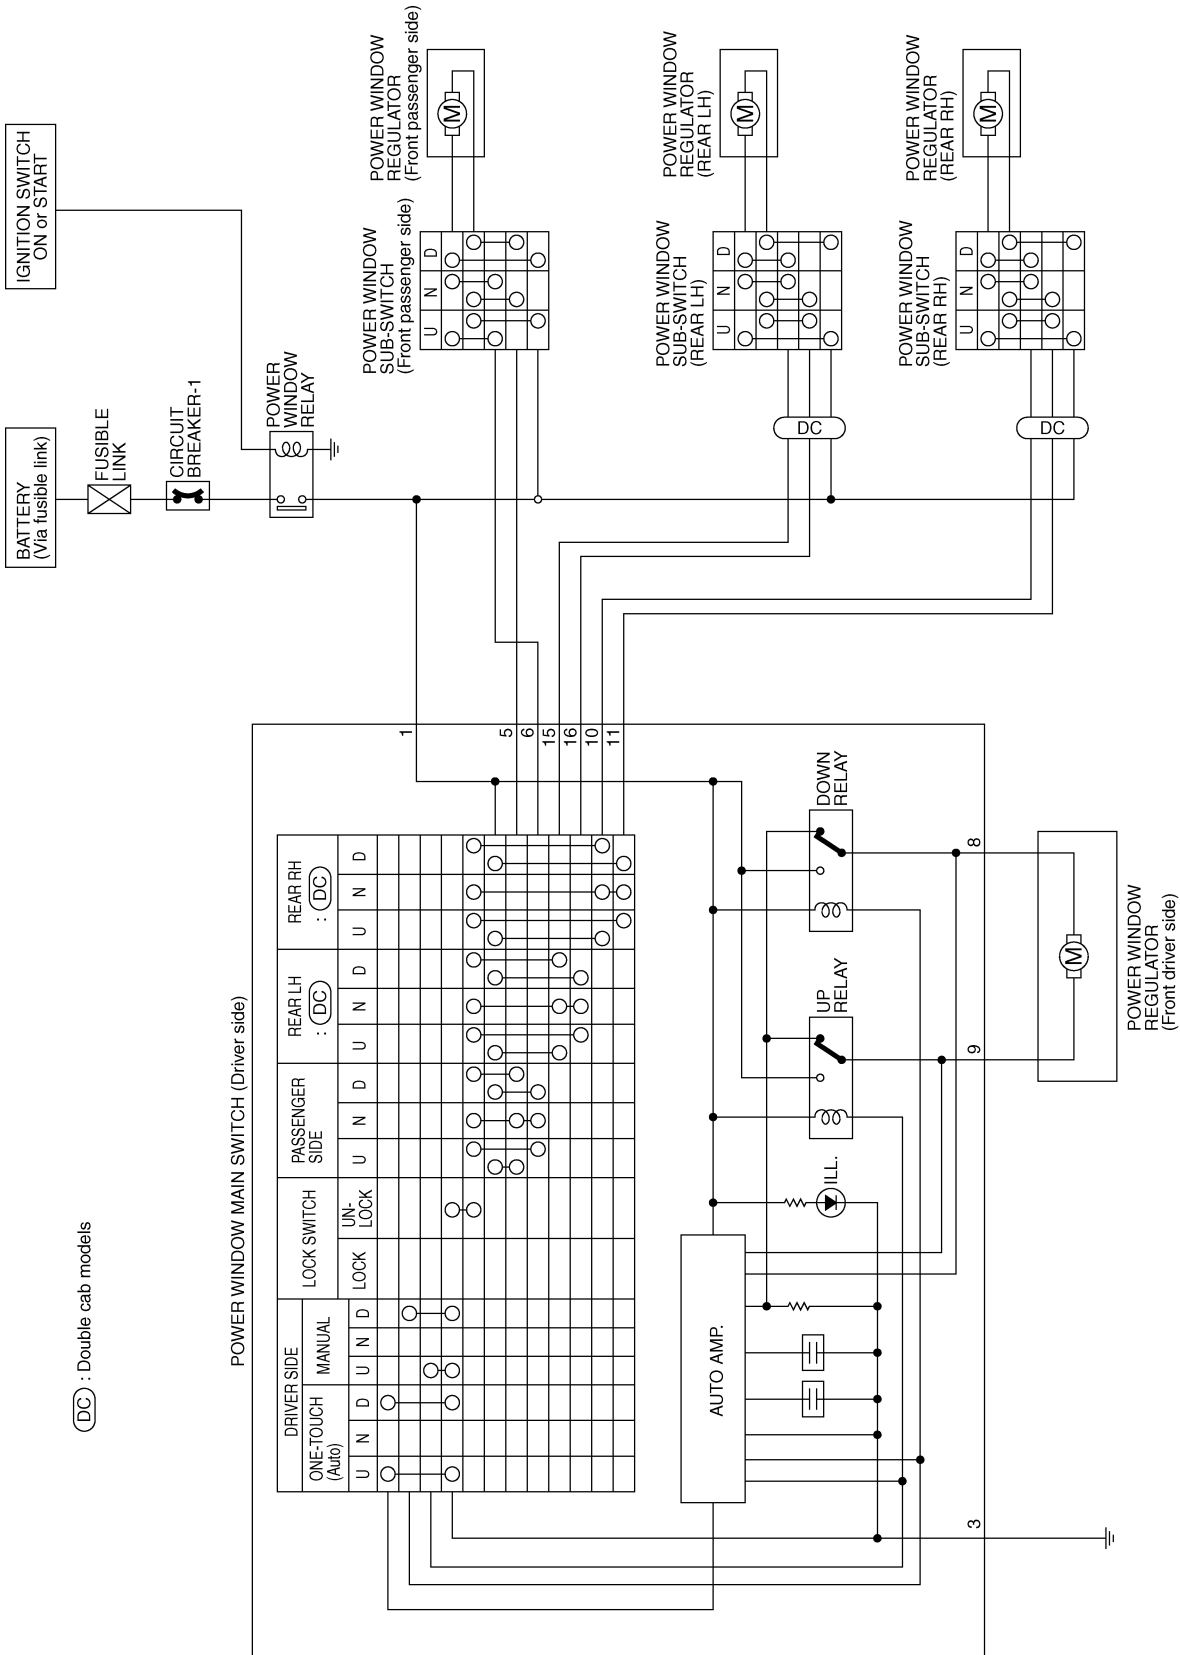 IGNITION SWITCH
ON or START
BATTERY
(Via fusible link)
FUSIBLE
LINK
CIRCUIT
BREAKER-1
POWER
WINDOW
RELAY
POWER WINDOW
REGULATOR
(Front passenger side)
M
POWER WINDOW
SUB-SWITCH
(Front passenger side)
U N D
POWER WINDOW
REGULATOR
(REAR LH)
M
POWER WINDOW
SUB-SWITCH
(REAR LH)
U N D
DC
POWER WINDOW
REGULATOR
(REAR RH)
M
POWER WINDOW
SUB-SWITCH
(REAR RH)
U N D
DC
1
5
6
15
16
10
11
DC : Double cab models
POWER WINDOW MAIN SWITCH (Driver side)
DRIVER SIDE
ONE-TOUCH
(Auto)
MANUAL
LOCK SWITCH
PASSENGER
SIDE
REAR LH
: DC
REAR RH
: DC
U N D U N D LOCK UN-
LOCK U N D U N D U N D
AUTO AMP.
ILL.
UP
RELAY
DOWN
RELAY
3
9
8
M
POWER WINDOW
REGULATOR
(Front driver side)